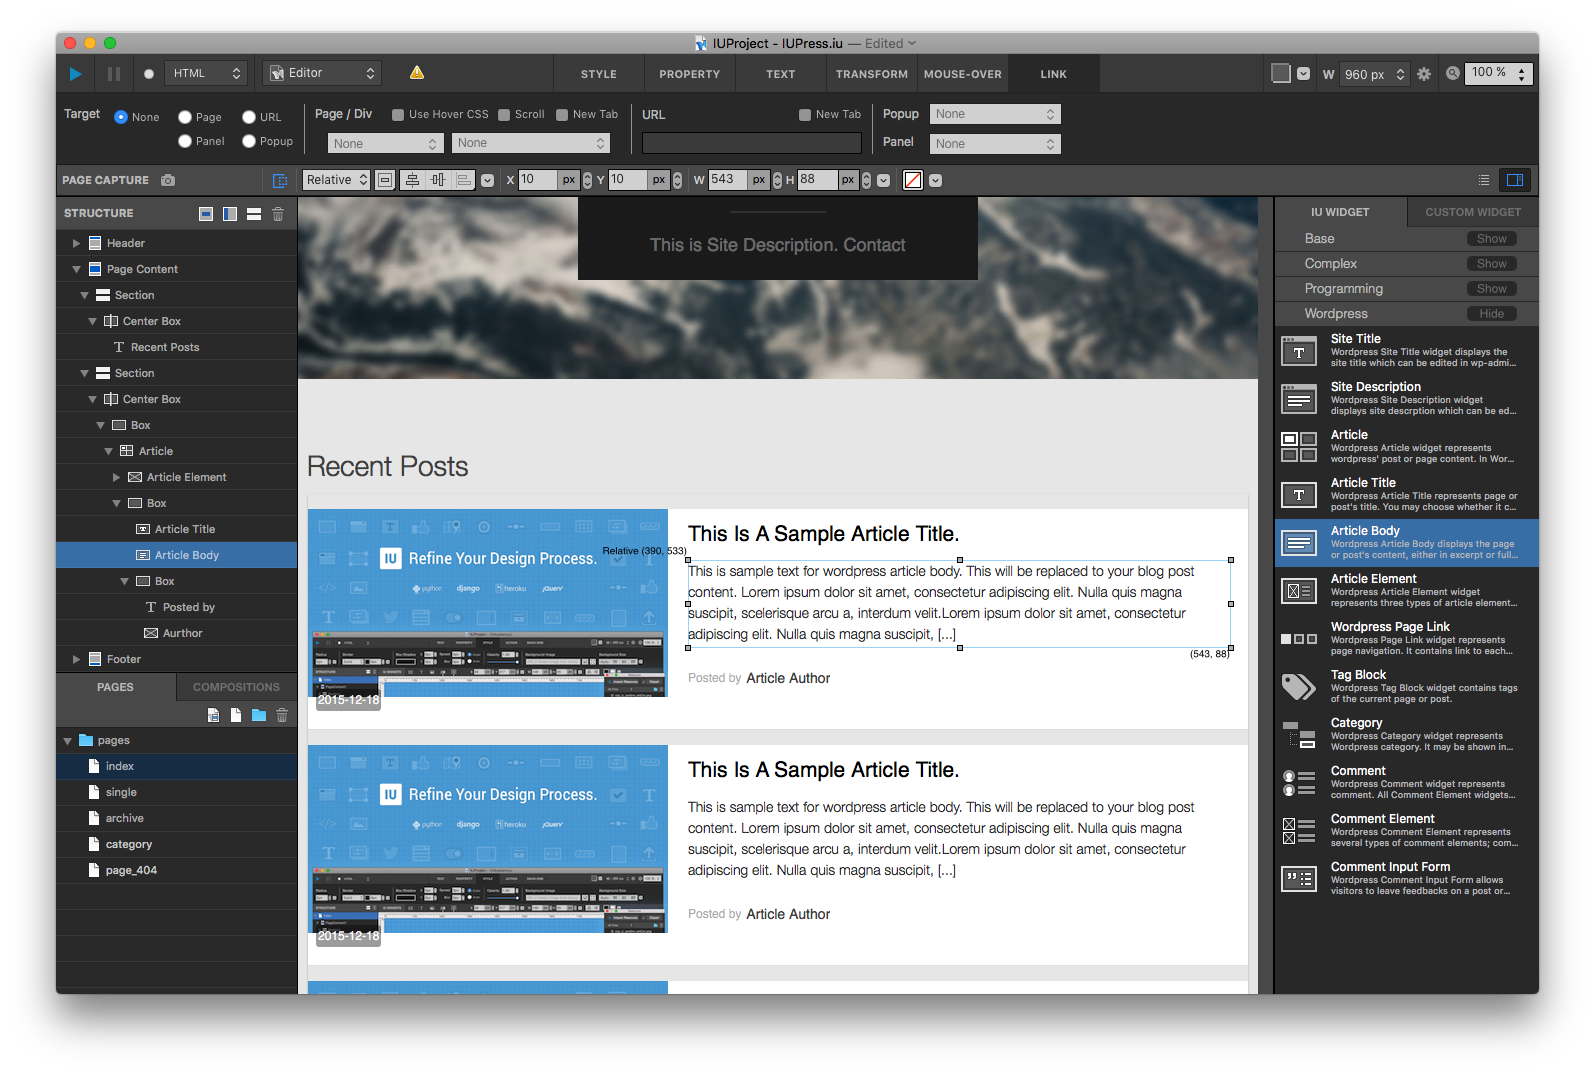 IUProject - IUPress.iu — Edited
HTML
Editor
STYLE
PROPERTY
TEXT
TRANSFORM
MOUSE-OVER
LINK
W 960 px
100 %
Target
None
Page
URL
Panel
Popup
Page / Div
Use Hover CSS
Scroll
New Tab
None
None
URL
New Tab
Popup
None
Panel
None
PAGE CAPTURE
Relative
X 10 px
Y 10 px
W 543 px
H 88 px
STRUCTURE
Header
Page Content
Section
Center Box
Recent Posts
Section
Center Box
Box
Article
Article Element
Box
Article Title
Article Body
Box
Posted by
Aurthor
Footer
PAGES
COMPOSITIONS
pages
index
single
archive
category
page_404
This is Site Description. Contact
Recent Posts
IU Refine Your Design Process.
python
django
heroku
jQuery
2015-12-18
Relative (390, 533)
This Is A Sample Article Title.
This is sample text for wordpress article body. This will be replaced to your blog post
content. Lorem ipsum dolor sit amet, consectetur adipiscing elit. Nulla quis magna
suscipit, scelerisque arcu a, interdum velit.Lorem ipsum dolor sit amet, consectetur
adipiscing elit. Nulla quis magna suscipit, [...]
(543, 88)
Posted by Article Author
IU Refine Your Design Process.
python
django
heroku
jQuery
2015-12-18
This Is A Sample Article Title.
This is sample text for wordpress article body. This will be replaced to your blog post
content. Lorem ipsum dolor sit amet, consectetur adipiscing elit. Nulla quis magna
suscipit, scelerisque arcu a, interdum velit.Lorem ipsum dolor sit amet, consectetur
adipiscing elit. Nulla quis magna suscipit, [...]
Posted by Article Author
IU WIDGET
CUSTOM WIDGET
Base
Show
Complex
Show
Programming
Show
Wordpress
Hide
Site Title
Wordpress Site Title widget displays the
site title which can be edited in wp-admi...
Site Description
Wordpress Site Description widget
displays site descrption which can be ed...
Article
Wordpress Article widget represents
wordpress' post or page content. In Wor...
Article Title
Wordpress Article Title represents page or
post's title. You may choose whether it c...
Article Body
Wordpress Article Body displays the page
or post's content, either in excerpt or full...
Article Element
Wordpress Article Element widget
represents three types of article element...
Wordpress Page Link
Wordpress Page Link widget represents
page navigation. It contains link to each...
Tag Block
Wordpress Tag Block widget contains tags
of the current page or post.
Category
Wordpress Category widget represents
Wordpress category. It may be shown in...
Comment
Wordpress Comment widget represents
comment. All Comment Element widgets...
Comment Element
Wordpress Comment Element represents
several types of comment elements; com...
Comment Input Form
Wordpress Comment Input Form allows
visitors to leave feedbacks on a post or...